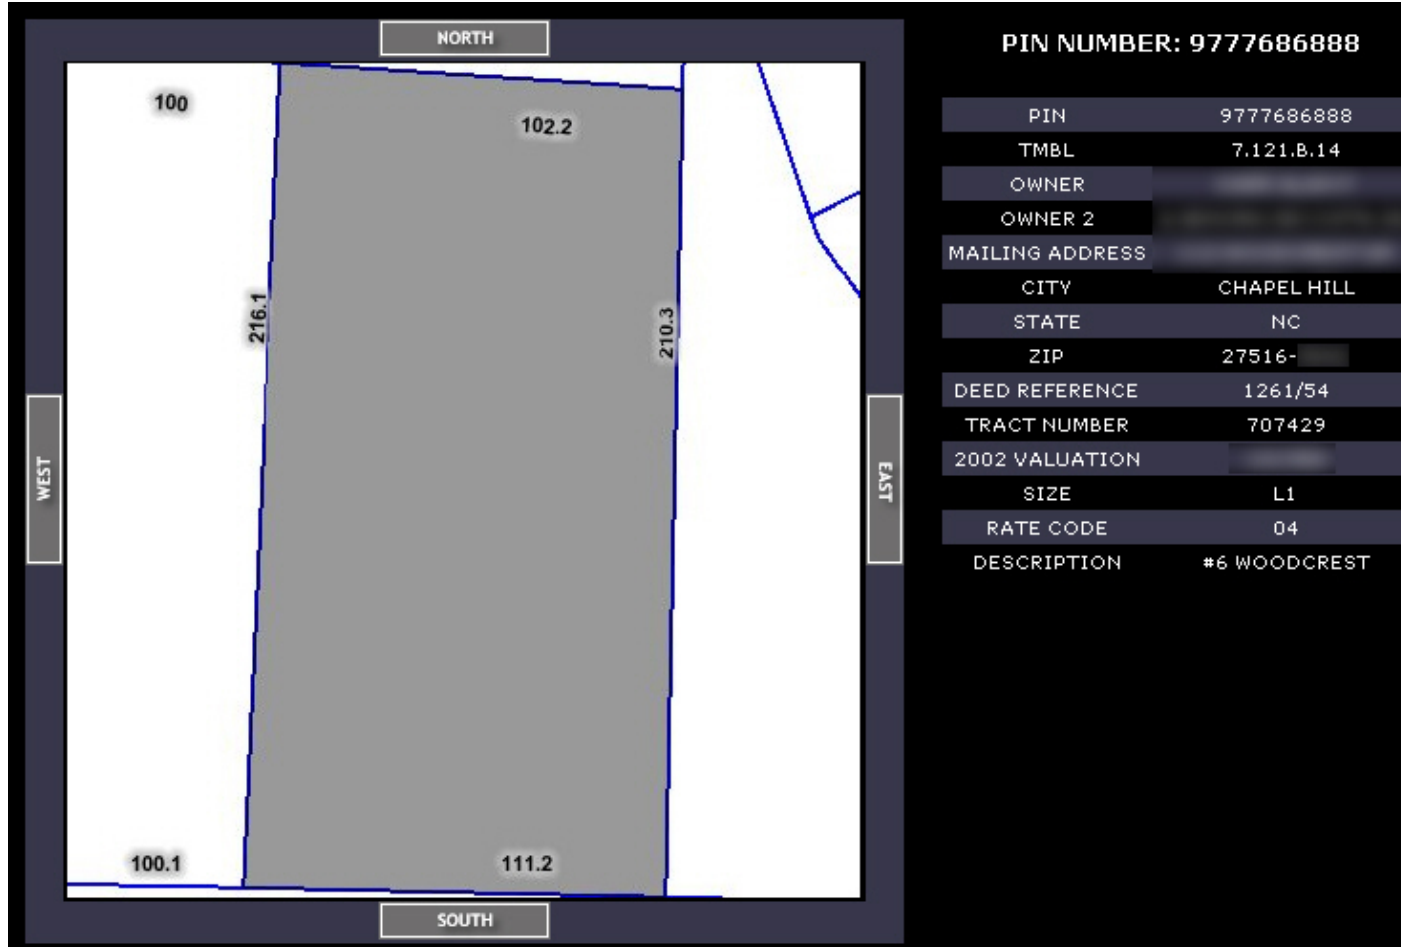 NORTH
100
102.2
216.1
210.3
WEST
EAST
100.1
111.2
SOUTH
PIN NUMBER: 9777686888
PIN 9777686888
TMBL 7.121.B.14
OWNER
OWNER 2
MAILING ADDRESS
CITY CHAPEL HILL
STATE NC
ZIP 27516-
DEED REFERENCE 1261/54
TRACT NUMBER 707429
2002 VALUATION
SIZE L1
RATE CODE 04
DESCRIPTION #6 WOODCREST